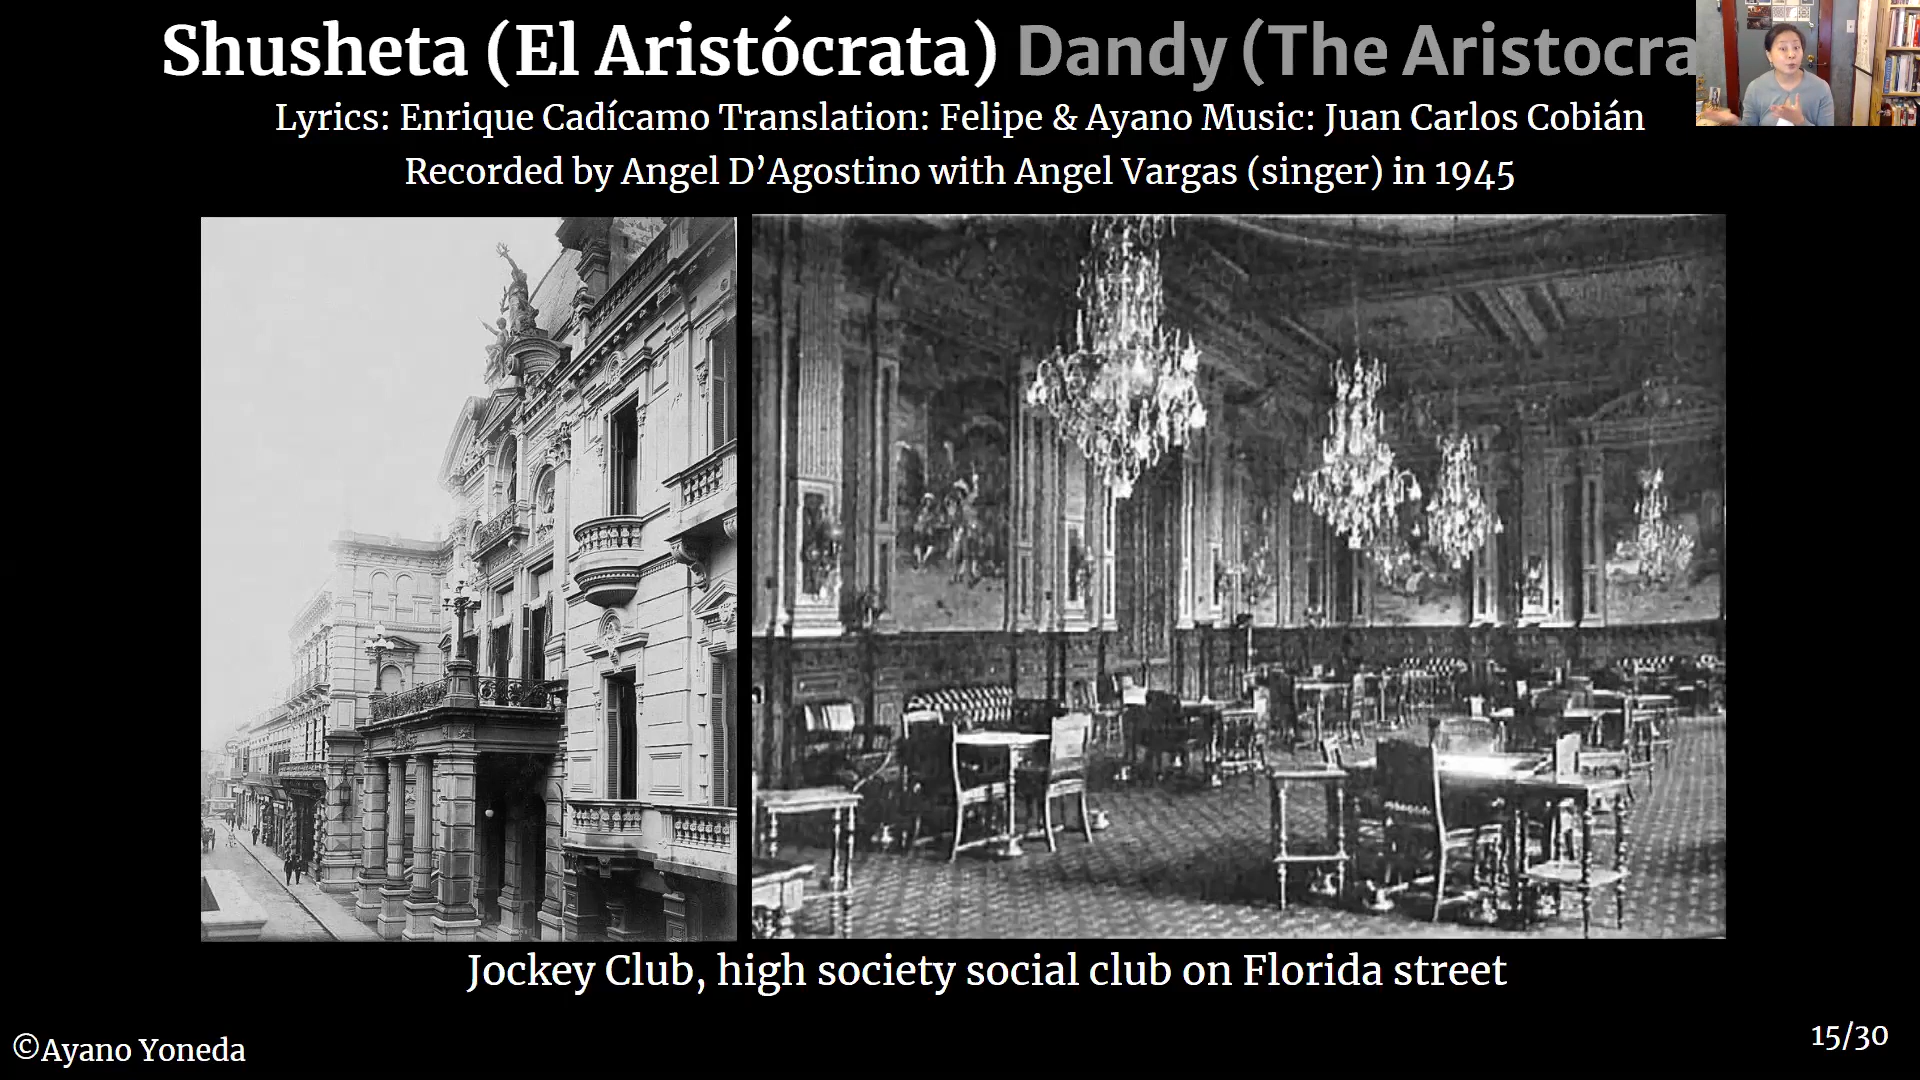 Shusheta (El Aristócrata) Dandy (The Aristocra
Lyrics: Enrique Cadícamo Translation: Felipe & Ayano Music: Juan Carlos Cobián
Recorded by Angel D’Agostino with Angel Vargas (singer) in 1945
Jockey Club, high society social club on Florida street
©Ayano Yoneda
15/30